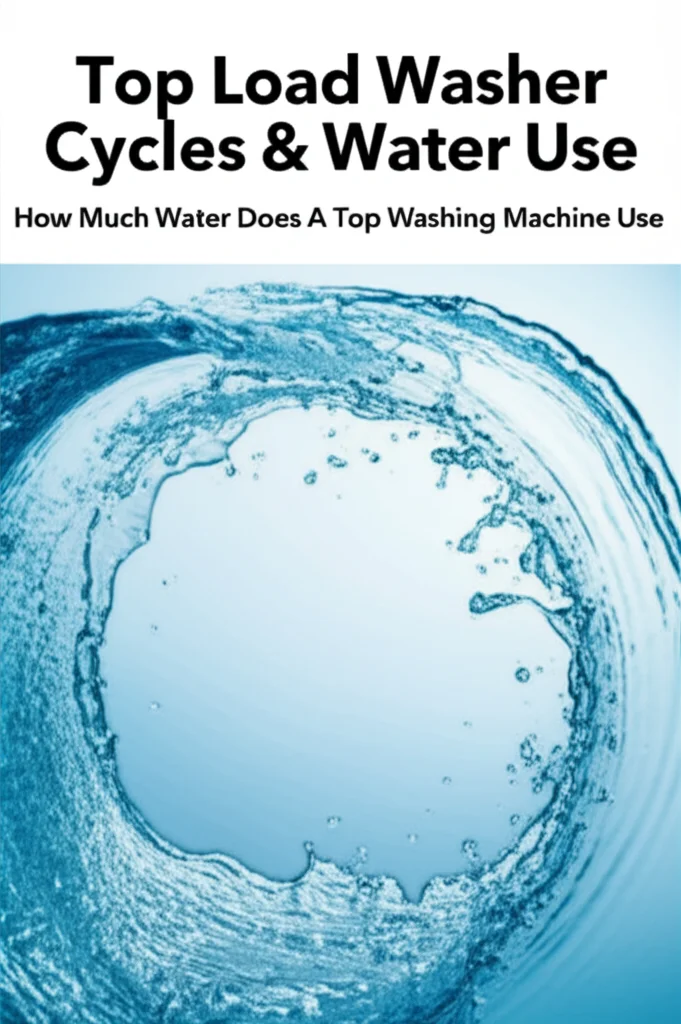 Top Load Washer
Cycles & Water Use
How Much Water Does A Top Washing Machine Use